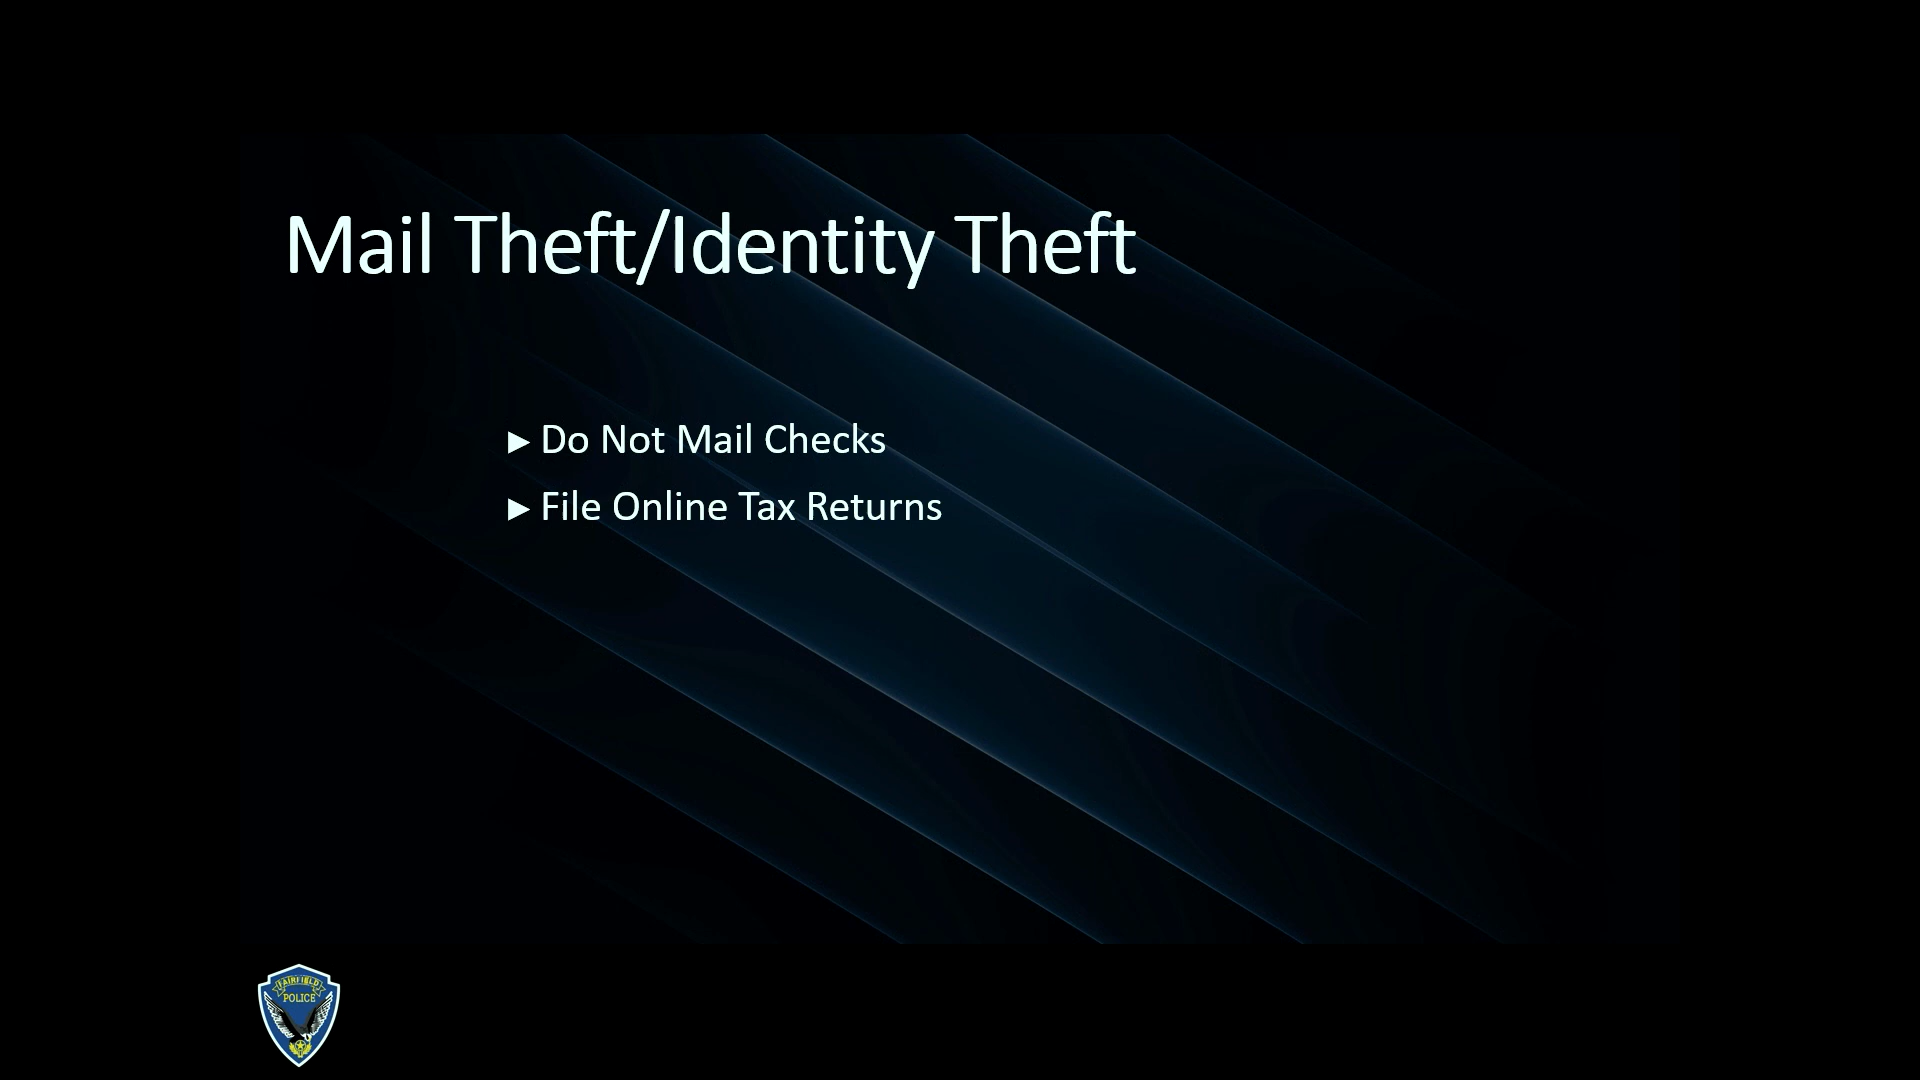 Mail Theft/Identity Theft
►Do Not Mail Checks
►File Online Tax Returns
FAIRFIELD
POLICE